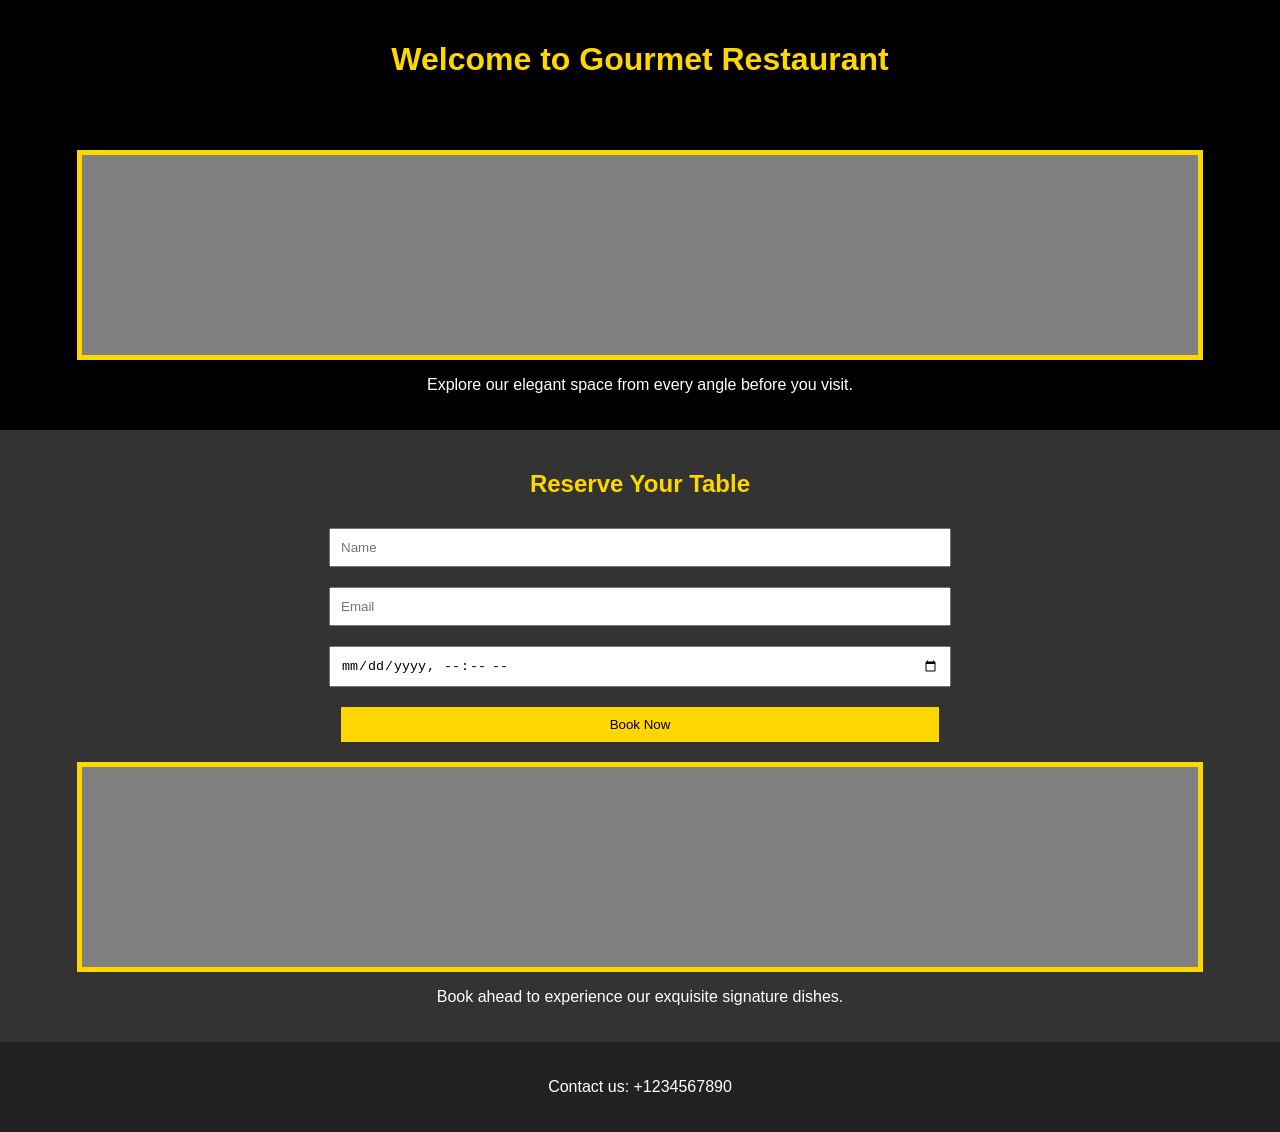 Welcome to Gourmet Restaurant
Explore our elegant space from every angle before you visit.
Reserve Your Table
Name
Email
mm/dd/yyyy, --:-- --
Book Now
Book ahead to experience our exquisite signature dishes.
Contact us: +1234567890